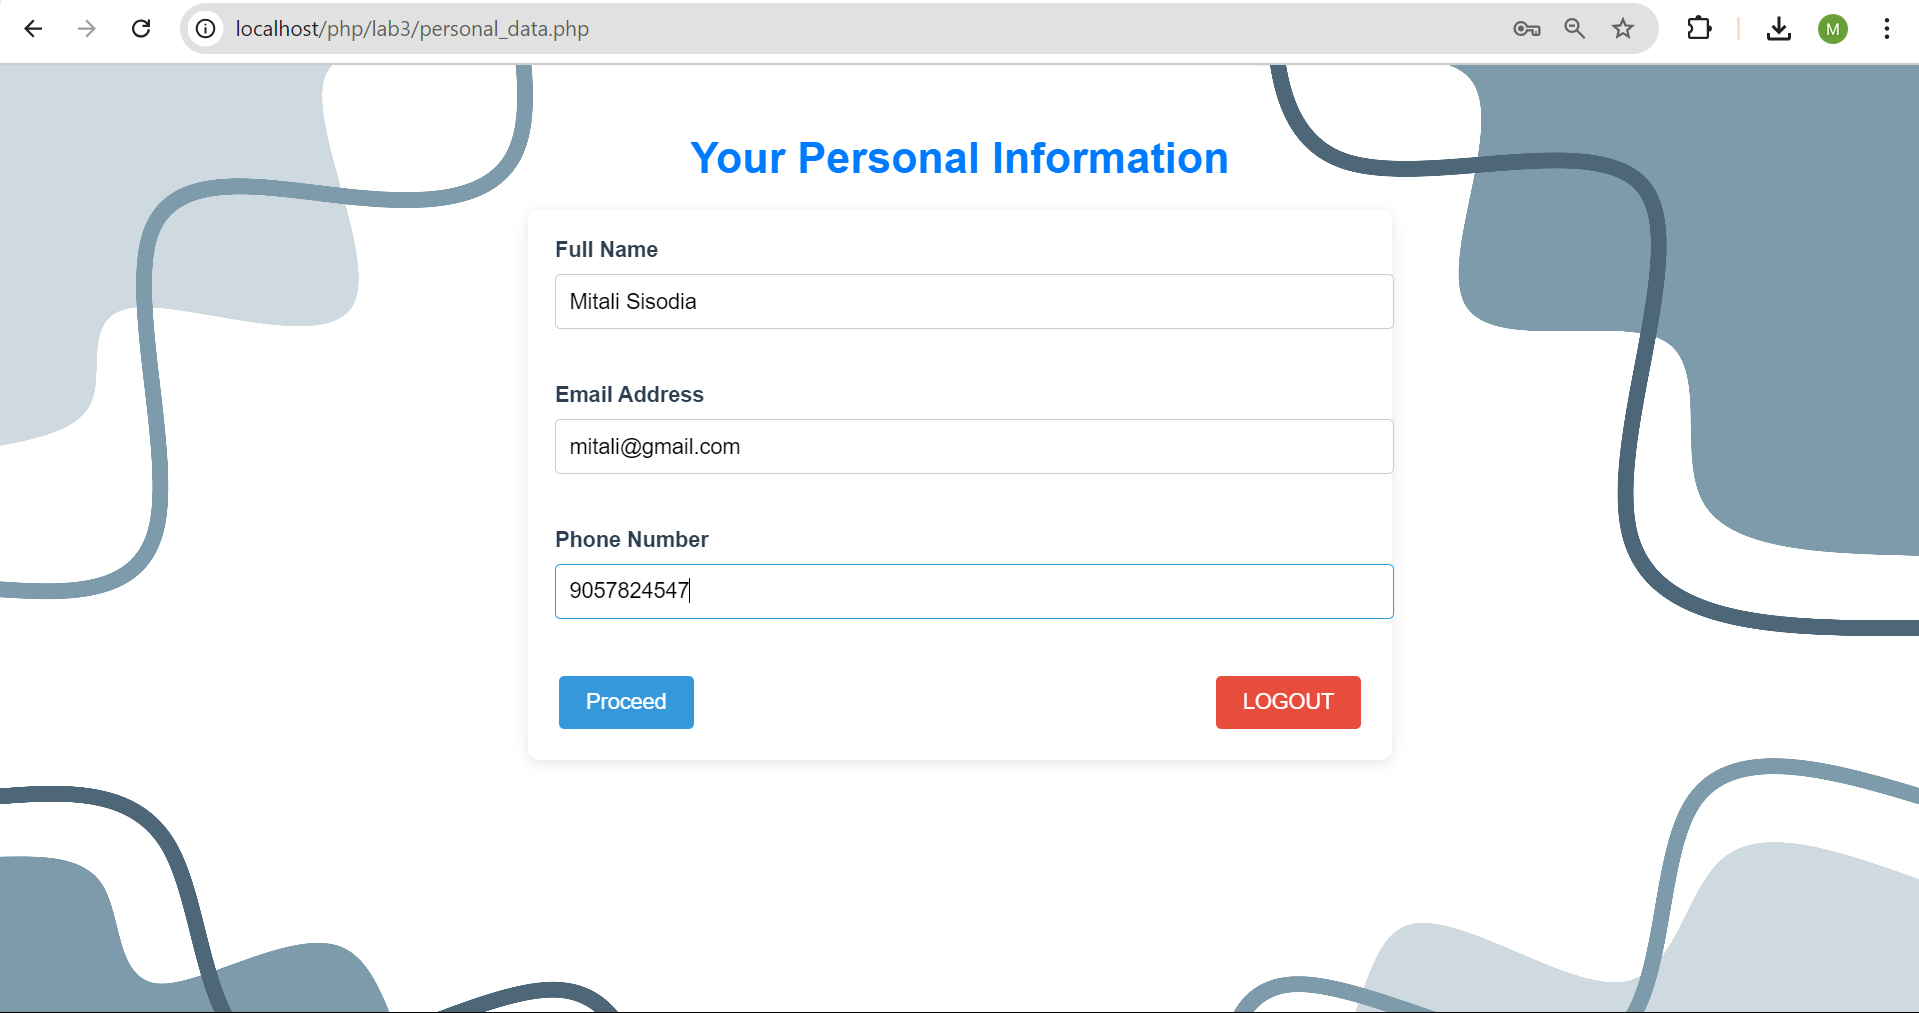 localhost/php/lab3/personal_data.php
M
Your Personal Information
Full Name
Mitali Sisodia
Email Address
mitali@gmail.com
Phone Number
9057824547
Proceed
LOGOUT